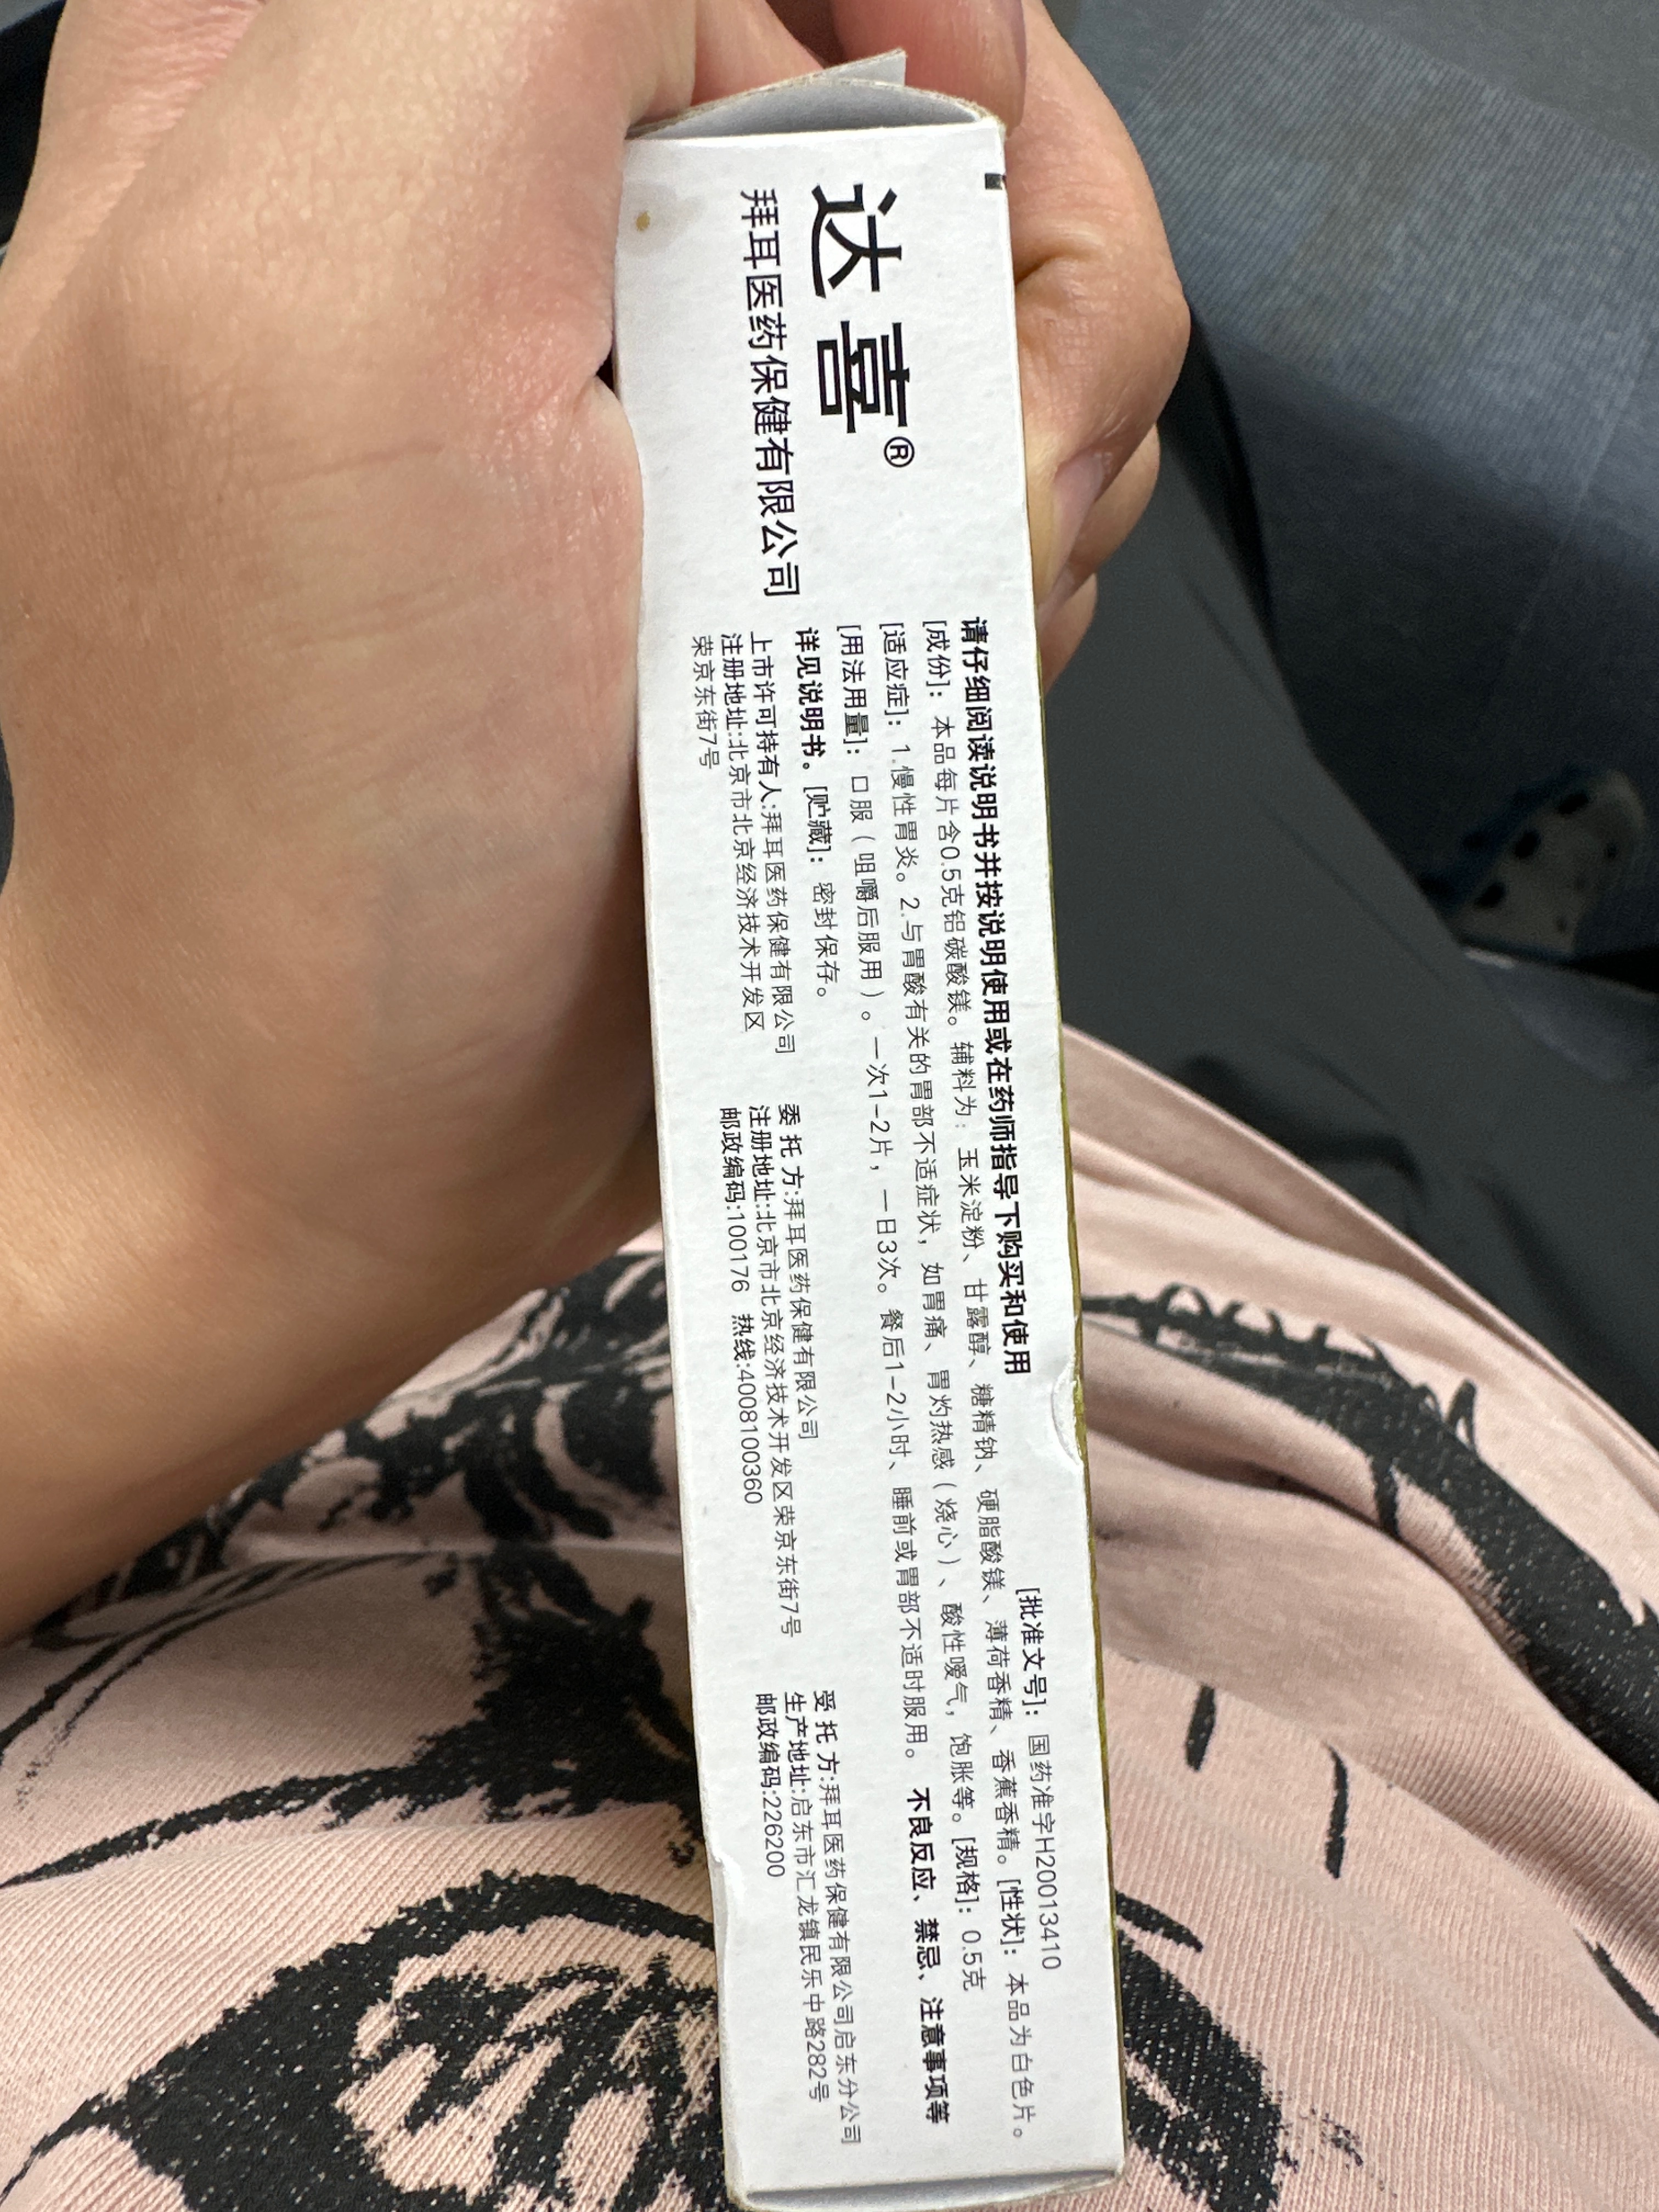 达喜®
拜耳医药保健有限公司
请仔细阅读说明书并按说明使用或在药师指导下购买和使用
[批准文号]：国药准字H20013410
[成份]：本品每片含0.5克铝碳酸镁。辅料为：玉米淀粉、甘露醇、糖精钠、硬脂酸镁、薄荷香精、香蕉香精。[性状]：本品为白色片。
[适应症]：1.慢性胃炎。2.与胃酸有关的胃部不适症状，如胃痛、胃灼热感（烧心）、酸性嗳气，饱胀等。[规格]：0.5克
[用法用量]：口服（咀嚼后服用）。一次1-2片，一日3次。餐后1-2小时、睡前或胃部不适时服用。不良反应、禁忌、注意事项等
详见说明书。[贮藏]：密封保存。
上市许可持有人:拜耳医药保健有限公司
注册地址:北京市北京经济技术开发区
荣京东街7号
委托方:拜耳医药保健有限公司
注册地址:北京市北京经济技术开发区荣京东街7号
邮政编码:100176 热线:4008100360
受托方:拜耳医药保健有限公司启东分公司
生产地址:启东市汇龙镇民乐中路282号
邮政编码:226200